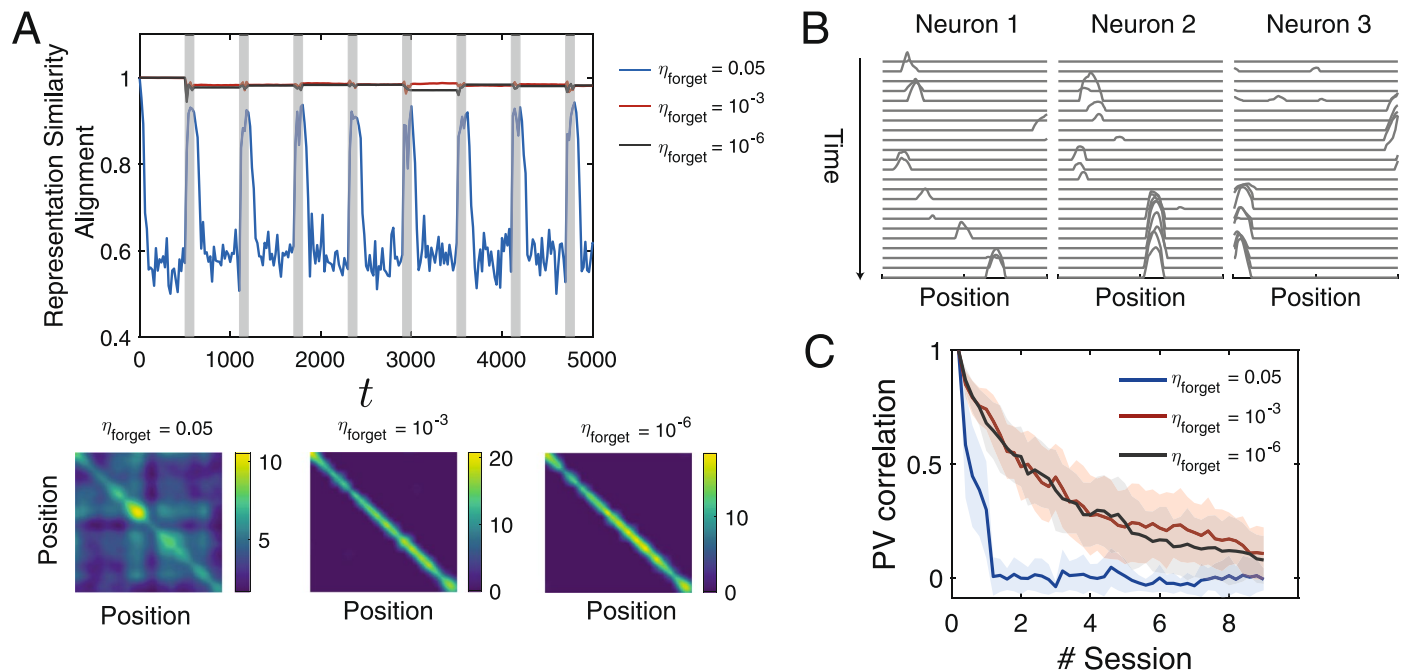 A
Represention Similarity
Alignment
1
0.8
0.6
0.4
0
1000
2000
3000
4000
5000
t
η_forget = 0.05
η_forget = 10^-3
η_forget = 10^-6
η_forget = 0.05
η_forget = 10^-3
η_forget = 10^-6
Position
10
5
20
10
0
10
0
Position
Position
Position
B
Neuron 1
Neuron 2
Neuron 3
Time
Position
Position
Position
C
PV correlation
1
0.5
0
η_forget = 0.05
η_forget = 10^-3
η_forget = 10^-6
0
2
4
6
8
# Session